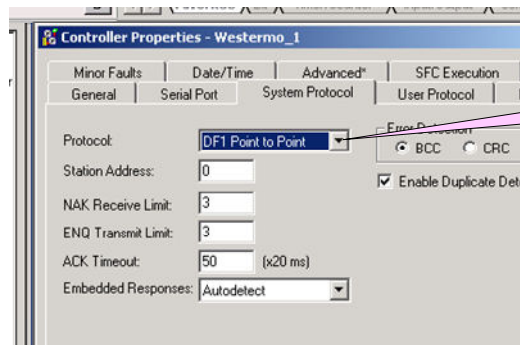 Controller Properties - Westermo_1
Minor Faults Date/Time Advanced* SFC Execution
General Serial Port System Protocol User Protocol
Protocol: DF1 Point to Point
Error Detection
BCC CRC
Station Address: 0
Enable Duplicate Det
NAK Receive Limit: 3
ENQ Transmit Limit: 3
ACK Timeout: 50 (x20 ms)
Embedded Responses: Autodetect